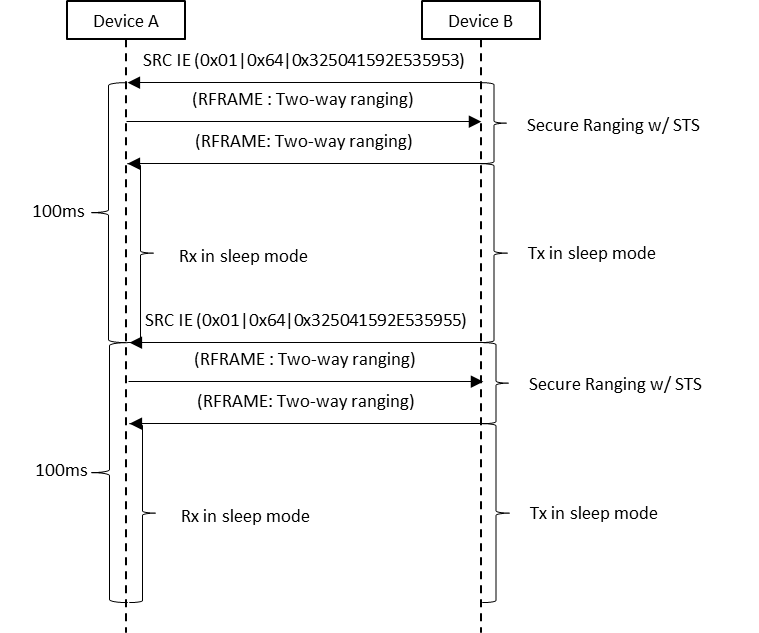 Device A
Device B
SRC IE (0x01|0x64|0x325041592E535953)
(RFRAME : Two-way ranging)
Secure Ranging w/ STS
(RFRAME: Two-way ranging)
100ms
Rx in sleep mode
Tx in sleep mode
SRC IE (0x01|0x64|0x325041592E535955)
(RFRAME : Two-way ranging)
Secure Ranging w/ STS
(RFRAME: Two-way ranging)
100ms
Rx in sleep mode
Tx in sleep mode